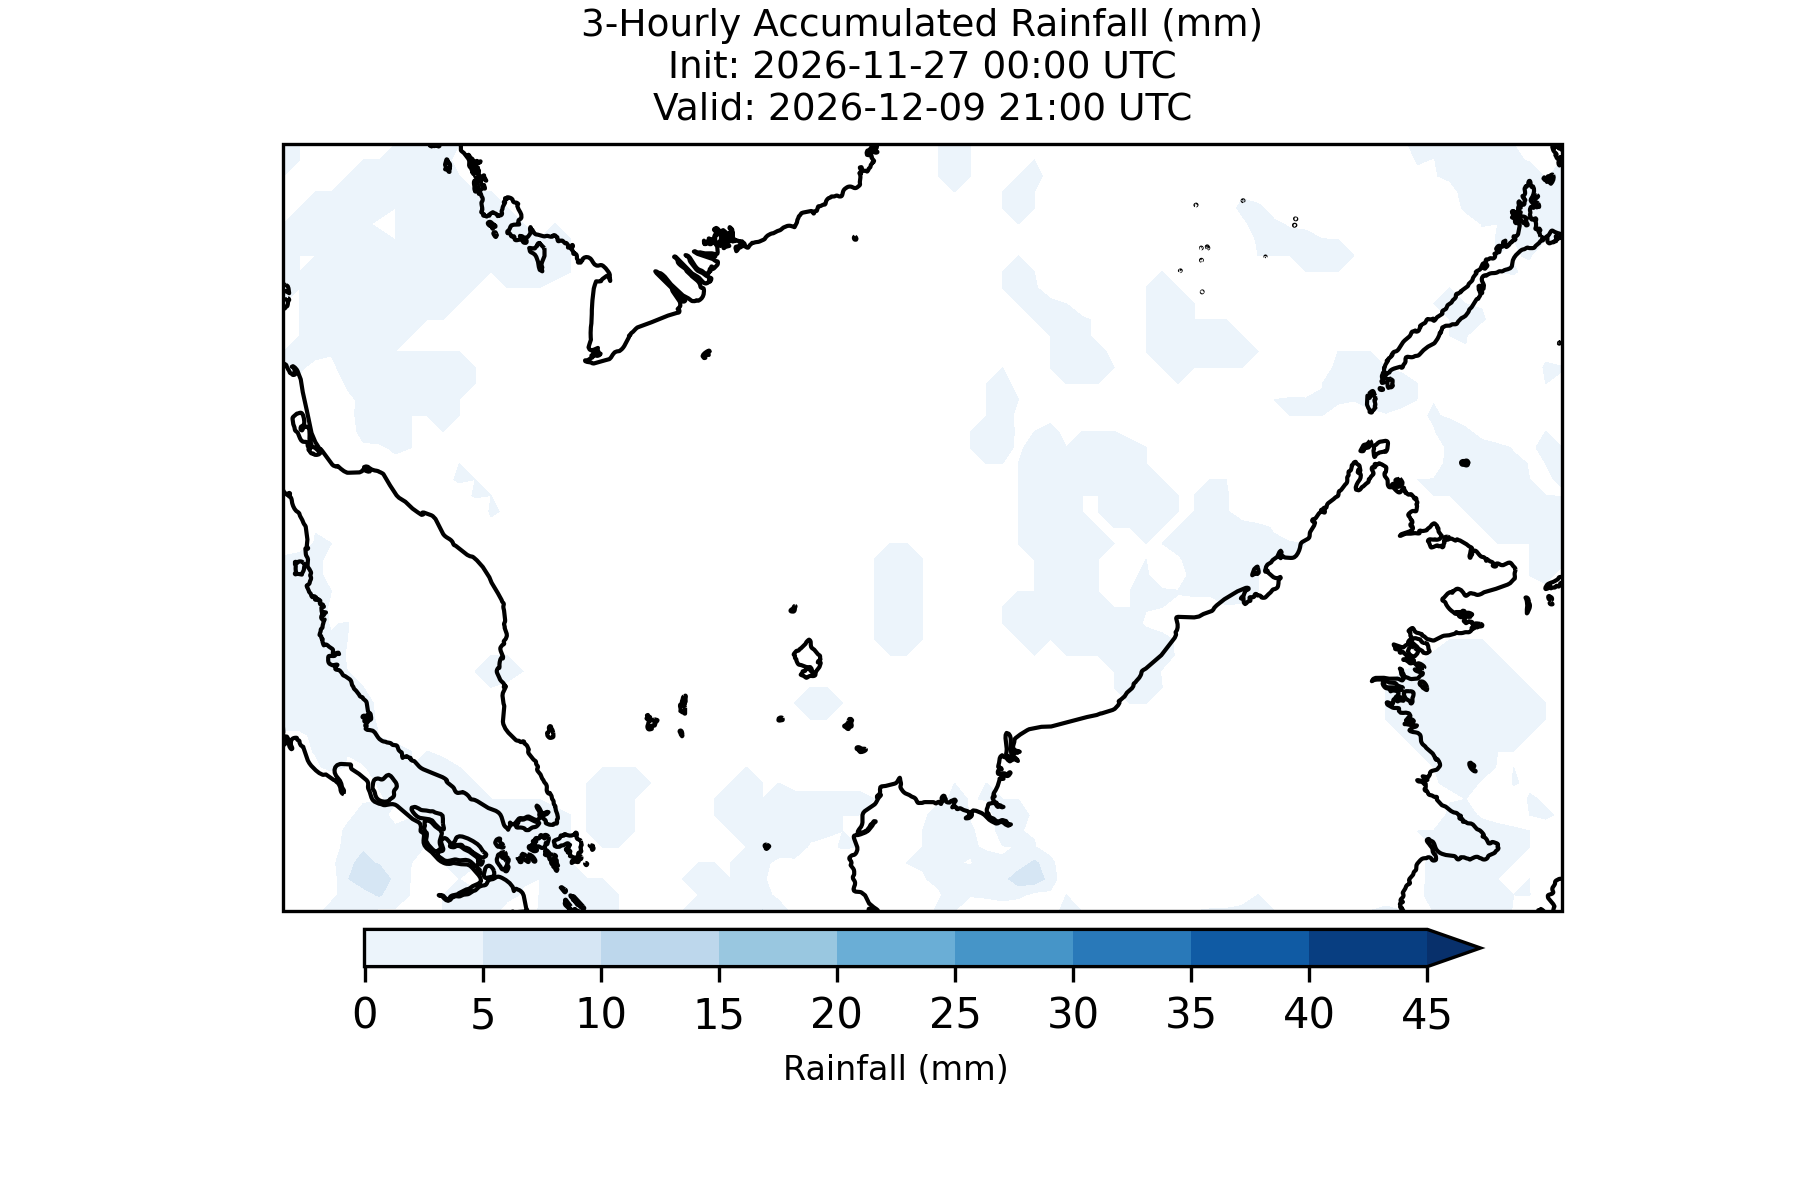 3-Hourly Accumulated Rainfall (mm)
Init: 2026-11-27 00:00 UTC
Valid: 2026-12-09 21:00 UTC
0 5 10 15 20 25 30 35 40 45
Rainfall (mm)